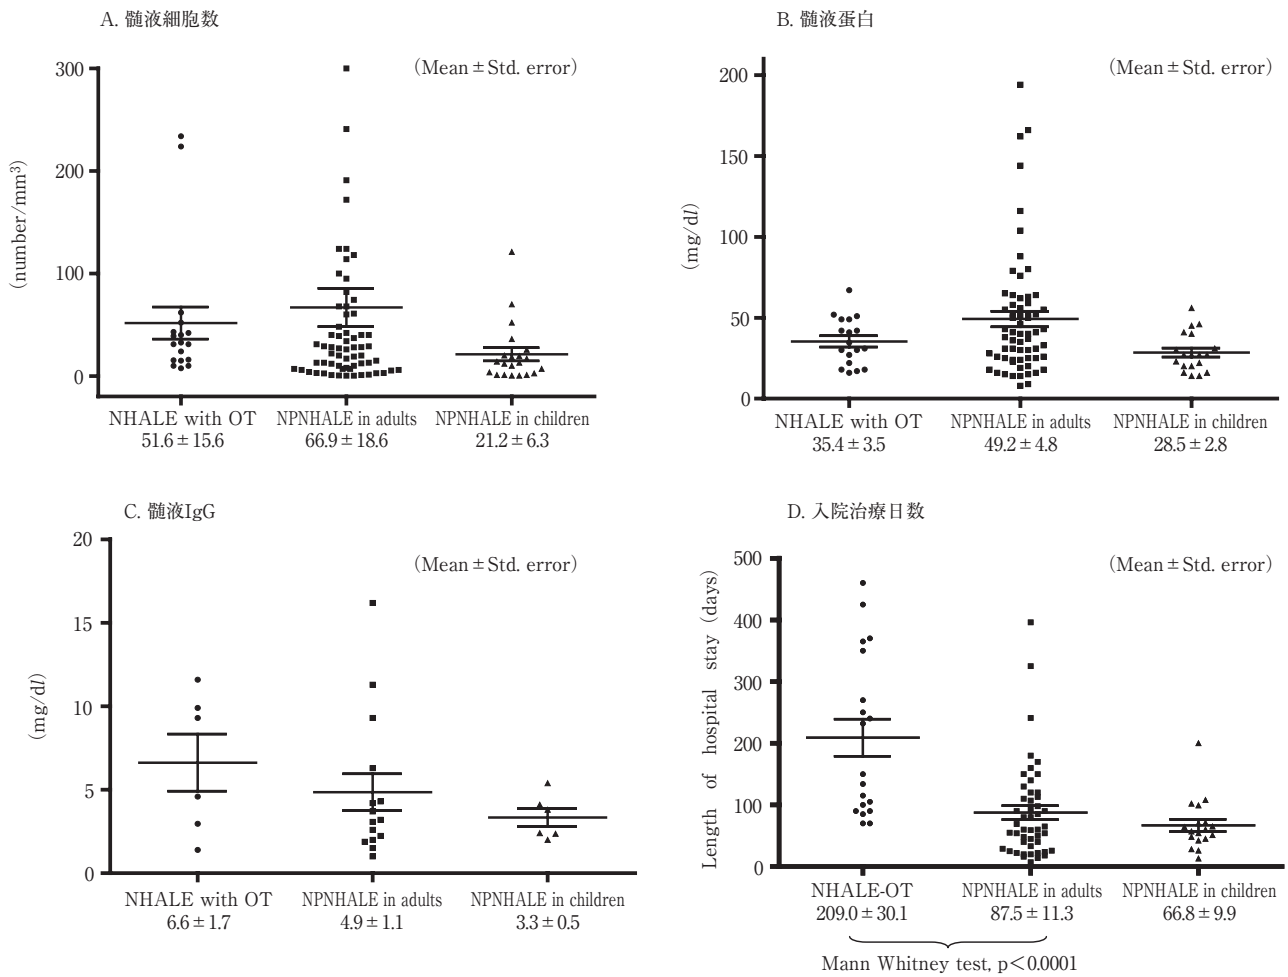 A. 髄液細胞数
(Mean ± Std. error)
(number/mm³)
300
200
100
0
NHALE with OT
NPNHALE in adults
NPNHALE in children
51.6 ± 15.6
66.9 ± 18.6
21.2 ± 6.3
B. 髄液蛋白
(Mean ± Std. error)
(mg/dl)
200
150
100
50
0
NHALE with OT
NPNHALE in adults
NPNHALE in children
35.4 ± 3.5
49.2 ± 4.8
28.5 ± 2.8
C. 髄液IgG
(Mean ± Std. error)
(mg/dl)
20
15
10
5
0
NHALE with OT
NPNHALE in adults
NPNHALE in children
6.6 ± 1.7
4.9 ± 1.1
3.3 ± 0.5
D. 入院治療日数
(Mean ± Std. error)
Length of hospital stay (days)
500
400
300
200
100
0
NHALE-OT
NPNHALE in adults
NPNHALE in children
209.0 ± 30.1
87.5 ± 11.3
66.8 ± 9.9
Mann Whitney test, p<0.0001